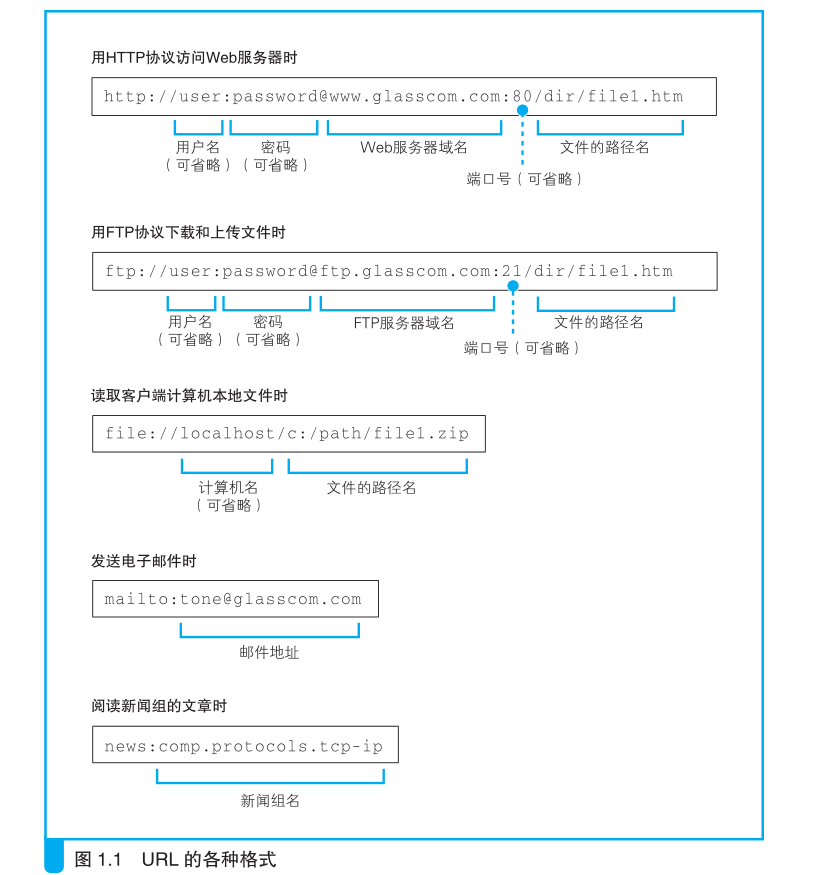 用HTTP协议访问Web服务器时
http://user:password@www.glasscom.com:80/dir/file1.htm
用户名 密码 Web服务器域名 文件的路径名
（可省略）（可省略）
端口号（可省略）
用FTP协议下载和上传文件时
ftp://user:password@ftp.glasscom.com:21/dir/file1.htm
用户名 密码 FTP服务器域名 文件的路径名
（可省略）（可省略）
端口号（可省略）
读取客户端计算机本地文件时
file://localhost/c:/path/file1.zip
计算机名 文件的路径名
（可省略）
发送电子邮件时
mailto:tone@glasscom.com
邮件地址
阅读新闻组的文章时
news:comp.protocols.tcp-ip
新闻组名
图 1.1 URL 的各种格式